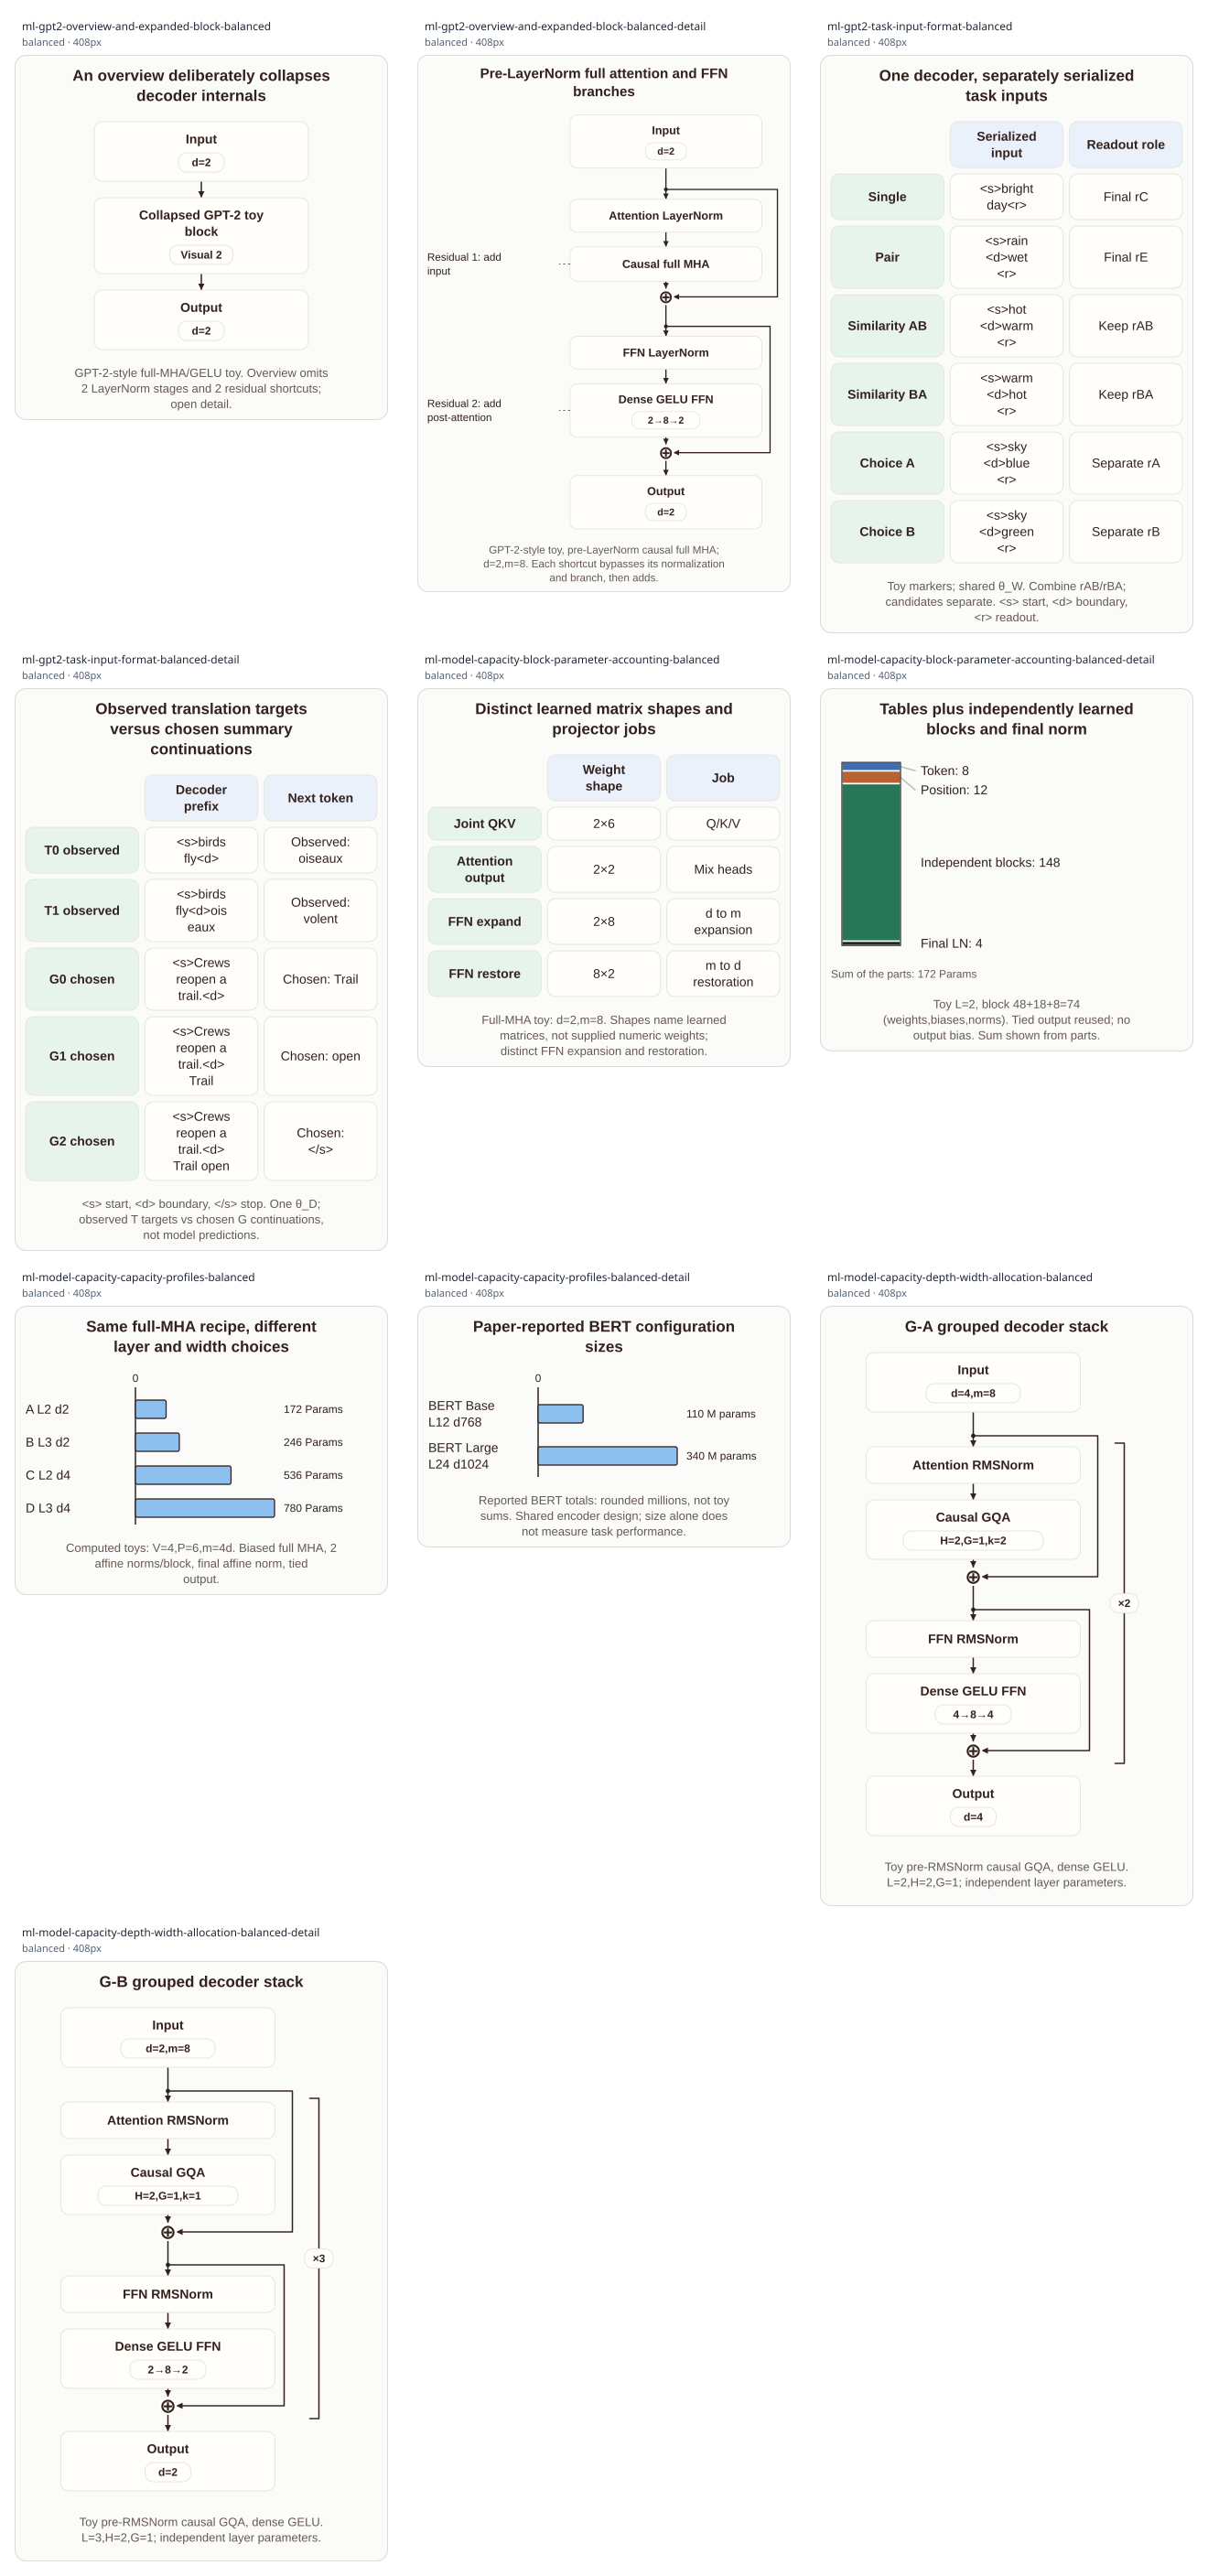 ml-gpt2-overview-and-expanded-block-balanced
balanced · 408px
An overview deliberately collapses
decoder internals
Input
d=2
Collapsed GPT-2 toy
block
Visual 2
Output
d=2
GPT-2-style full-MHA/GELU toy. Overview omits
2 LayerNorm stages and 2 residual shortcuts;
open detail.
ml-gpt2-overview-and-expanded-block-balanced-detail
balanced · 408px
Pre-LayerNorm full attention and FFN
branches
Input
d=2
Attention LayerNorm
Residual 1: add
input
Causal full MHA
⊕
FFN LayerNorm
Residual 2: add
post-attention
Dense GELU FFN
2→8→2
⊕
Output
d=2
GPT-2-style toy, pre-LayerNorm causal full MHA;
d=2,m=8. Each shortcut bypasses its normalization
and branch, then adds.
ml-gpt2-task-input-format-balanced
balanced · 408px
One decoder, separately serialized
task inputs
Serialized
input
Readout role
Single
<s>bright
day<r>
Final rC
Pair
<s>rain
<d>wet
<r>
Final rE
Similarity AB
<s>hot
<d>warm
<r>
Keep rAB
Similarity BA
<s>warm
<d>hot
<r>
Keep rBA
Choice A
<s>sky
<d>blue
<r>
Separate rA
Choice B
<s>sky
<d>green
<r>
Separate rB
Toy markers; shared θ_W. Combine rAB/rBA;
candidates separate. <s> start, <d> boundary,
<r> readout.
ml-gpt2-task-input-format-balanced-detail
balanced · 408px
Observed translation targets
versus chosen summary
continuations
Decoder
prefix
Next token
T0 observed
<s>birds
fly<d>
Observed:
oiseaux
T1 observed
<s>birds
fly<d>ois
eaux
Observed:
volent
G0 chosen
<s>Crews
reopen a
trail.<d>
Chosen: Trail
G1 chosen
<s>Crews
reopen a
trail.<d>
Trail
Chosen: open
G2 chosen
<s>Crews
reopen a
trail.<d>
Trail open
Chosen:
</s>
<s> start, <d> boundary, </s> stop. One θ_D;
observed T targets vs chosen G continuations,
not model predictions.
ml-model-capacity-block-parameter-accounting-balanced
balanced · 408px
Distinct learned matrix shapes and
projector jobs
Weight
shape
Job
Joint QKV
2×6
Q/K/V
Attention
output
2×2
Mix heads
FFN expand
2×8
d to m
expansion
FFN restore
8×2
m to d
restoration
Full-MHA toy: d=2,m=8. Shapes name learned
matrices, not supplied numeric weights;
distinct FFN expansion and restoration.
ml-model-capacity-block-parameter-accounting-balanced-detail
balanced · 408px
Tables plus independently learned
blocks and final norm
Token: 8
Position: 12
Independent blocks: 148
Final LN: 4
Sum of the parts: 172 Params
Toy L=2, block 48+18+8=74
(weights,biases,norms). Tied output reused; no
output bias. Sum shown from parts.
ml-model-capacity-capacity-profiles-balanced
balanced · 408px
Same full-MHA recipe, different
layer and width choices
0
A L2 d2
172 Params
B L3 d2
246 Params
C L2 d4
536 Params
D L3 d4
780 Params
Computed toys: V=4,P=6,m=4d. Biased full MHA, 2
affine norms/block, final affine norm, tied
output.
ml-model-capacity-capacity-profiles-balanced-detail
balanced · 408px
Paper-reported BERT configuration
sizes
0
BERT Base
L12 d768
110 M params
BERT Large
L24 d1024
340 M params
Reported BERT totals: rounded millions, not toy
sums. Shared encoder design; size alone does
not measure task performance.
ml-model-capacity-depth-width-allocation-balanced
balanced · 408px
G-A grouped decoder stack
Input
d=4,m=8
Attention RMSNorm
Causal GQA
H=2,G=1,k=2
⊕
×2
FFN RMSNorm
Dense GELU FFN
4→8→4
⊕
Output
d=4
Toy pre-RMSNorm causal GQA, dense GELU.
L=2,H=2,G=1; independent layer parameters.
ml-model-capacity-depth-width-allocation-balanced-detail
balanced · 408px
G-B grouped decoder stack
Input
d=2,m=8
Attention RMSNorm
Causal GQA
H=2,G=1,k=1
⊕
×3
FFN RMSNorm
Dense GELU FFN
2→8→2
⊕
Output
d=2
Toy pre-RMSNorm causal GQA, dense GELU.
L=3,H=2,G=1; independent layer parameters.